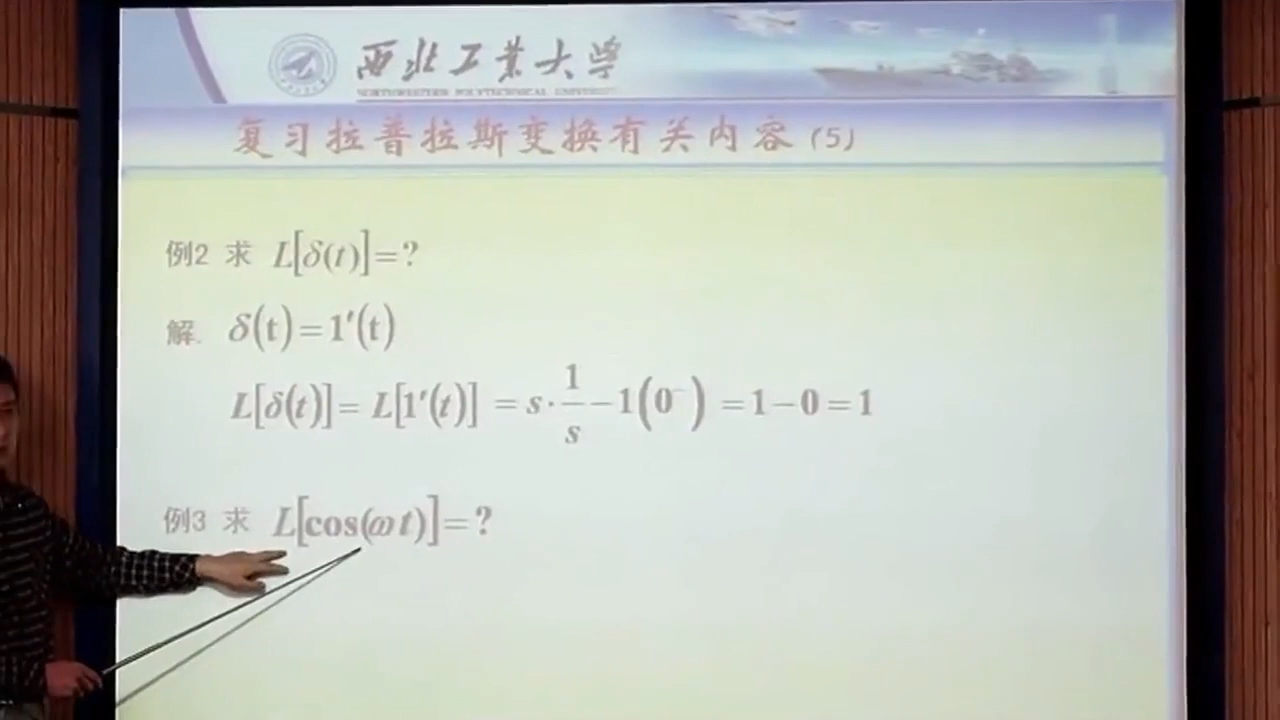 西北工业大学
NORTHWESTERN POLYTECHNICAL UNIVERSITY
复习拉普拉斯变换有关内容 (5)
例2 求 L[δ(t)]=?
解. δ(t)=1′(t)
L[δ(t)]= L[1′(t)] = s·1/s−1(0⁻) =1−0=1
例3 求 L[cos(ωt)]=?